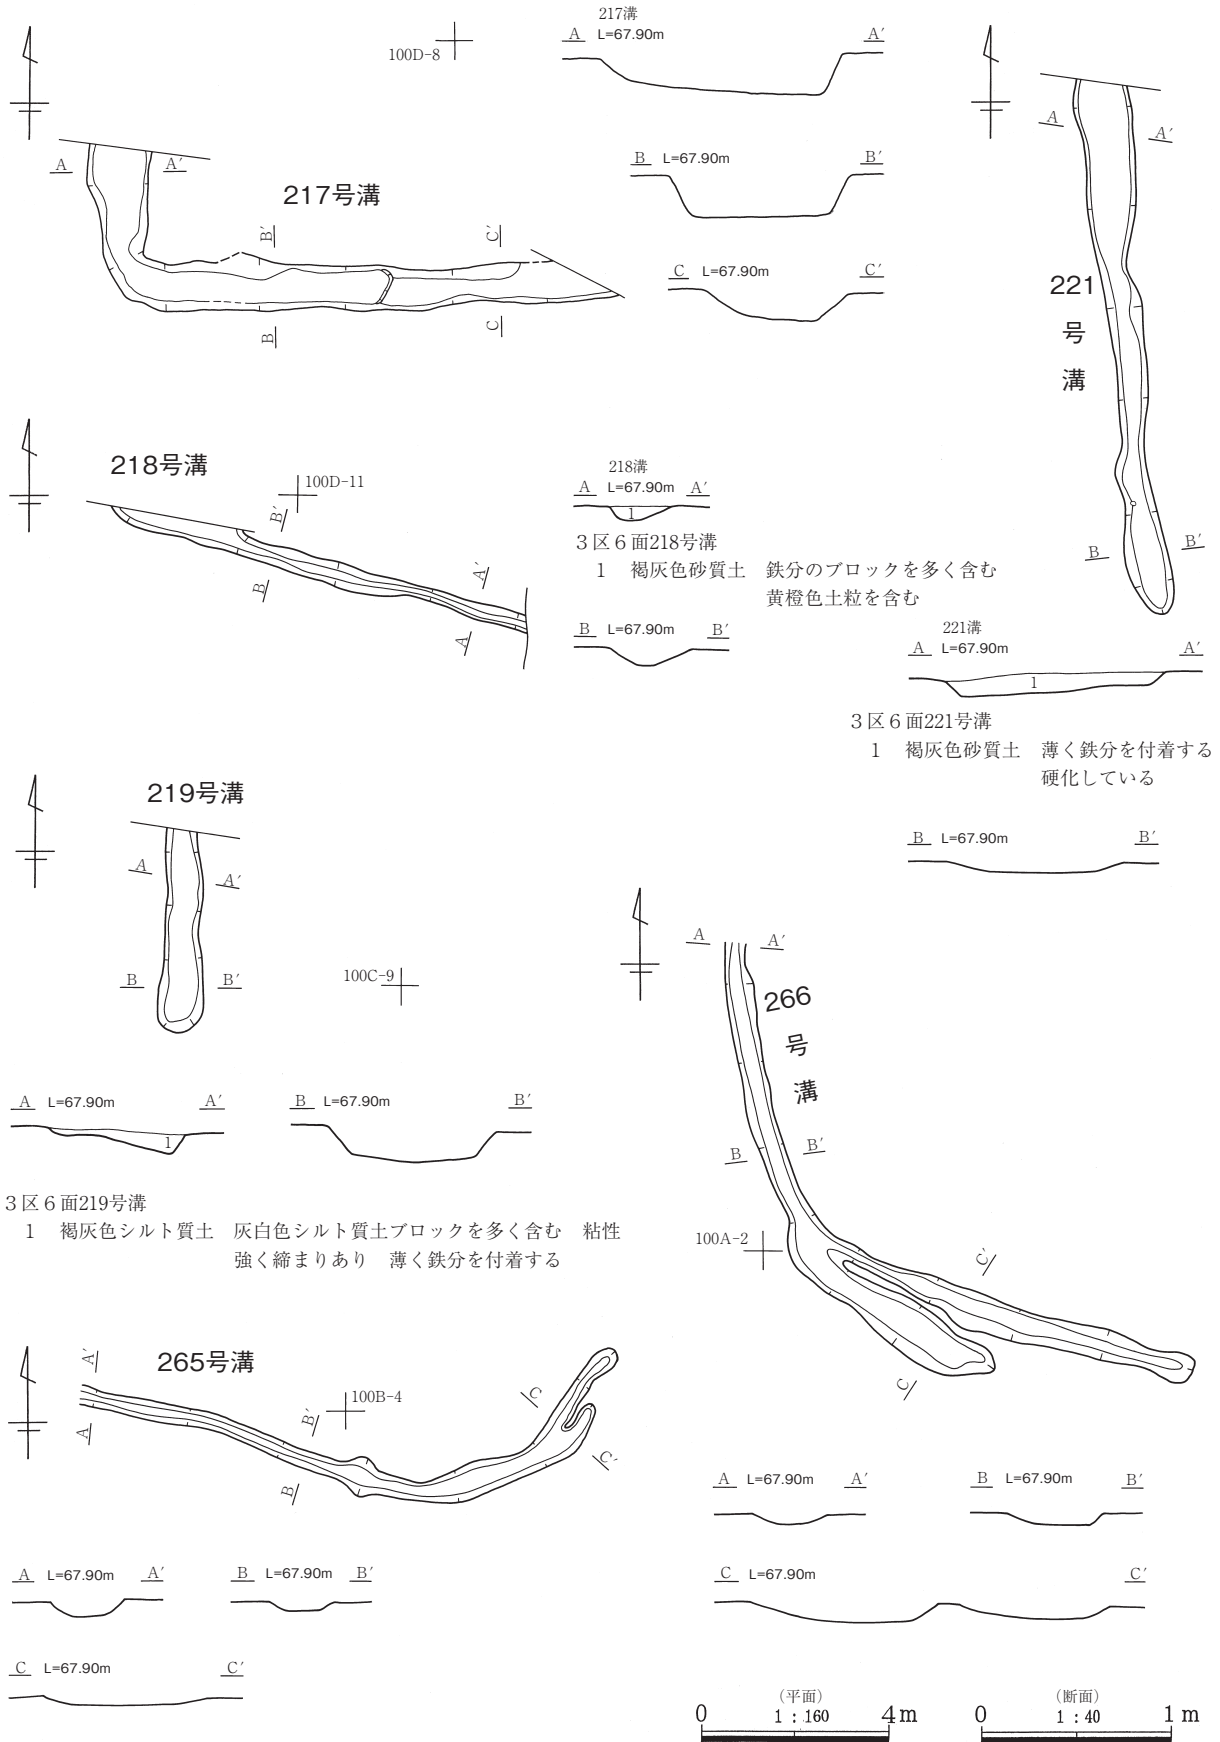 217溝
A L=67.90m A′
100D-8
A A′
217号溝
B′ C′
B C
B L=67.90m B′
C L=67.90m C′
A A′
221
号
溝
B B′
218号溝
100D-11
B′
B
A′
A
218溝
A L=67.90m A′
1
3区6面218号溝
1 褐灰色砂質土 鉄分のブロックを多く含む
黄橙色土粒を含む
B L=67.90m B′
221溝
A L=67.90m A′
1
3区6面221号溝
1 褐灰色砂質土 薄く鉄分を付着する
硬化している
B L=67.90m B′
219号溝
A A′
B B′
100C-9
A L=67.90m A′
1
B L=67.90m B′
3区6面219号溝
1 褐灰色シルト質土 灰白色シルト質土ブロックを多く含む 粘性
強く締まりあり 薄く鉄分を付着する
A A′
266
号
溝
B B′
100A-2
C′
C
265号溝
A′
A
100B-4
B′
B
C
C′
A L=67.90m A′
B L=67.90m B′
C L=67.90m C′
A L=67.90m A′
B L=67.90m B′
C L=67.90m C′
(平面)
0 1:160 4m
(断面)
0 1:40 1m